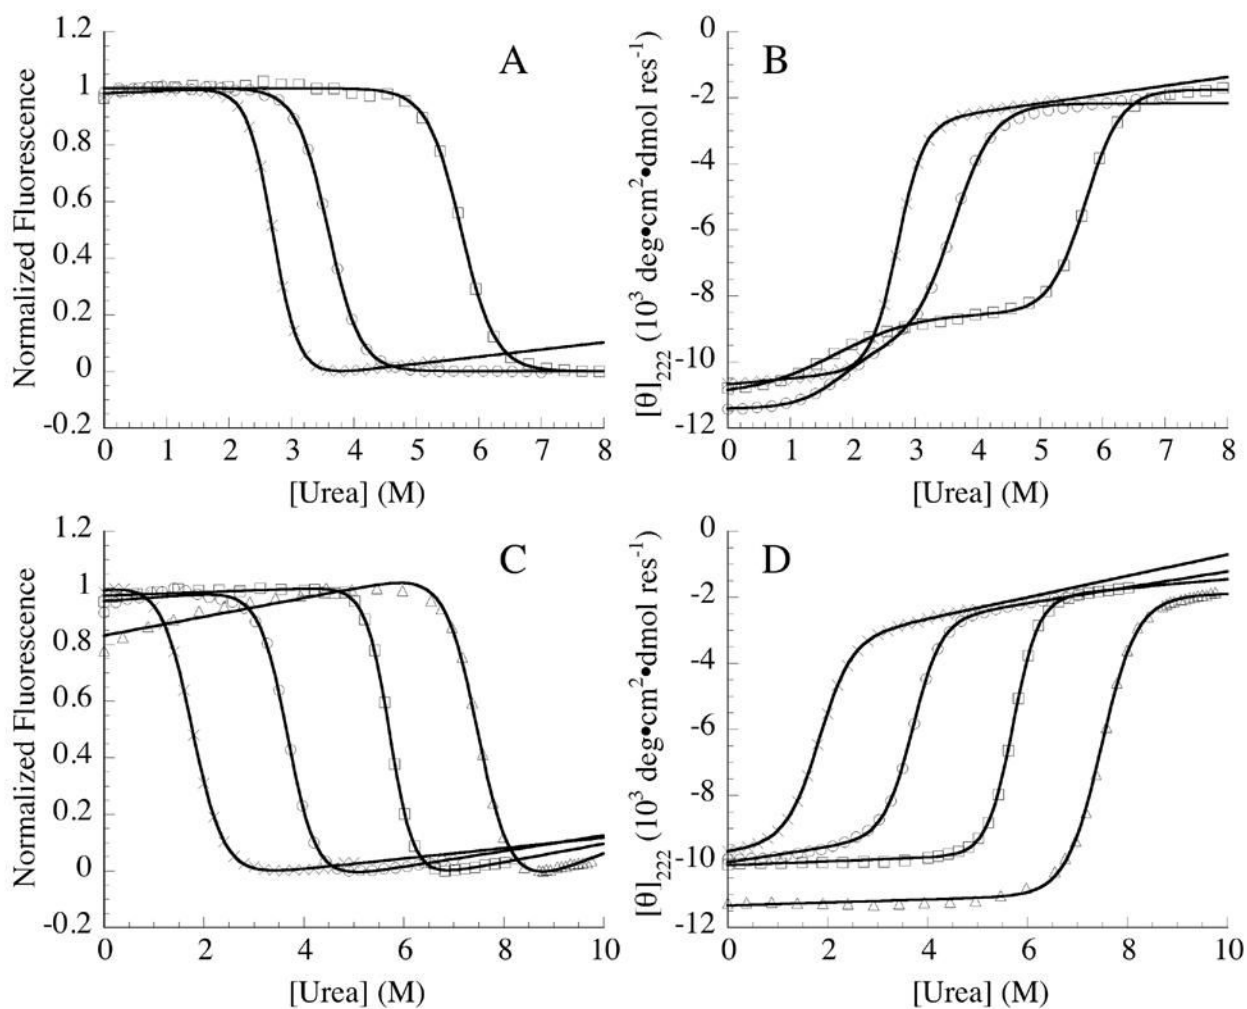 A
Normalized Fluorescence
1.2
1
0.8
0.6
0.4
0.2
0
-0.2
0 1 2 3 4 5 6 7 8
[Urea] (M)
B
[θ]222 (10³ deg•cm²•dmol res⁻¹)
0
-2
-4
-6
-8
-10
-12
0 1 2 3 4 5 6 7 8
[Urea] (M)
C
Normalized Fluorescence
1.2
1
0.8
0.6
0.4
0.2
0
-0.2
0 2 4 6 8 10
[Urea] (M)
D
[θ]222 (10³ deg•cm²•dmol res⁻¹)
0
-2
-4
-6
-8
-10
-12
0 2 4 6 8 10
[Urea] (M)